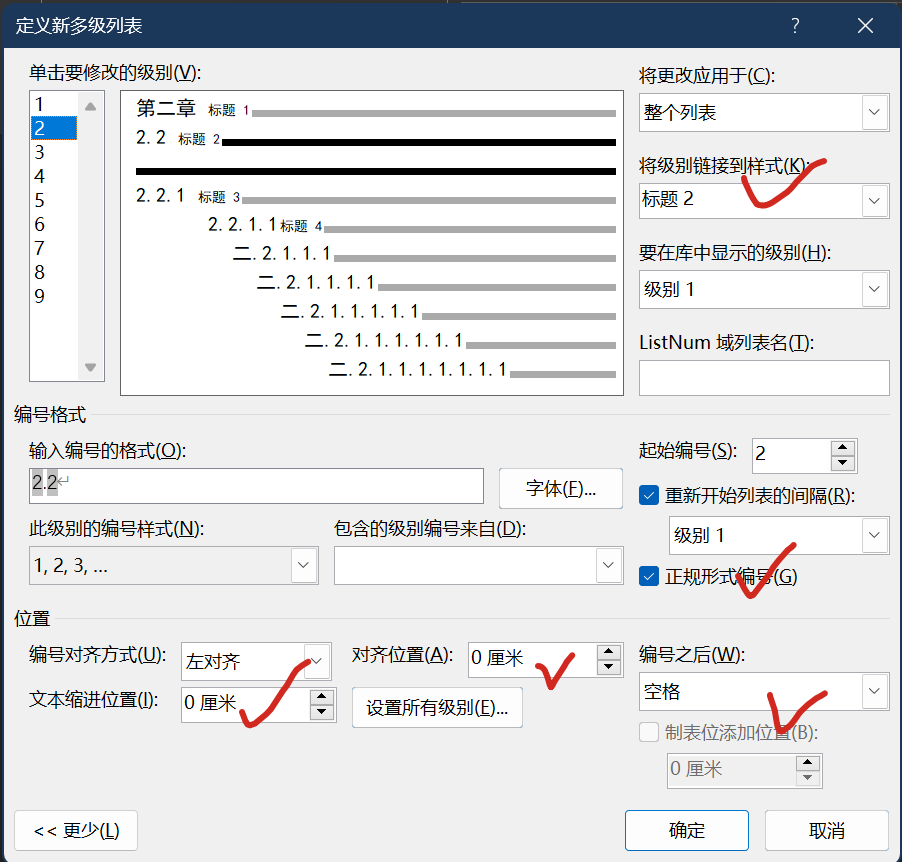 定义新多级列表 ?
单击要修改的级别(V):
1
2
3
4
5
6
7
8
9
第二章 标题 1
2.2 标题 2
2.2.1 标题 3
2.2.1.1标题 4
二.2.1.1.1
二.2.1.1.1.1
二.2.1.1.1.1.1
二.2.1.1.1.1.1.1
二.2.1.1.1.1.1.1.1
将更改应用于(C):
整个列表
将级别链接到样式(K):
标题 2
要在库中显示的级别(H):
级别 1
ListNum 域列表名(T):
编号格式
输入编号的格式(O):
2.2↵
字体(F)...
起始编号(S): 2
重新开始列表的间隔(R):
级别 1
正规形式编号(G)
此级别的编号样式(N):
1, 2, 3, ...
包含的级别编号来自(D):
位置
编号对齐方式(U): 左对齐
对齐位置(A): 0 厘米
文本缩进位置(I): 0 厘米
设置所有级别(E)...
编号之后(W):
空格
制表位添加位置(B):
0 厘米
<< 更少(L)
确定
取消